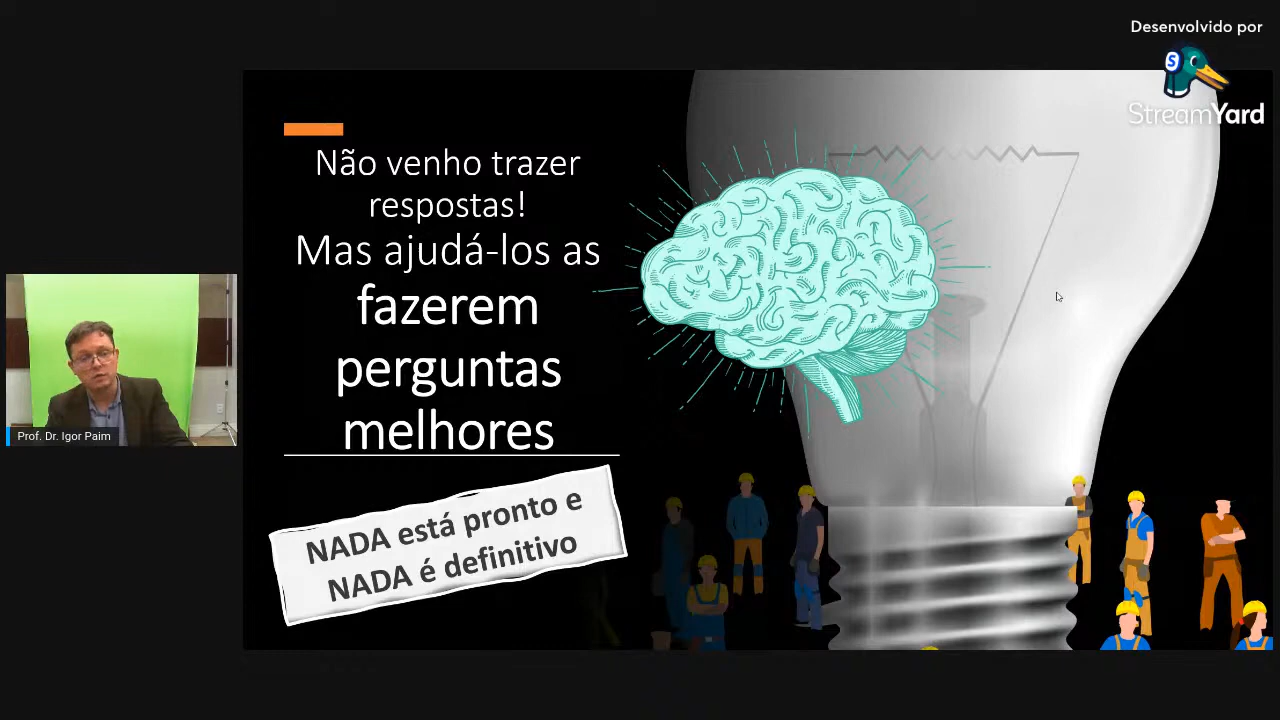 Desenvolvido por
StreamYard
Não venho trazer
respostas!
Mas ajudá-los as
fazerem
perguntas
melhores
NADA está pronto e
NADA é definitivo
Prof. Dr. Igor Paim